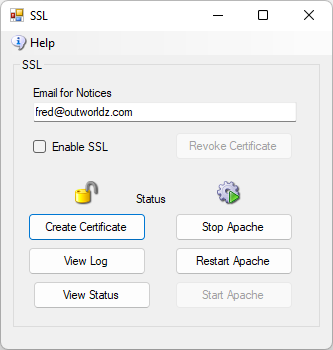 SSL
Help
SSL
Email for Notices
fred@outworldz.com
Enable SSL
Revoke Certificate
Status
Create Certificate
Stop Apache
View Log
Restart Apache
View Status
Start Apache